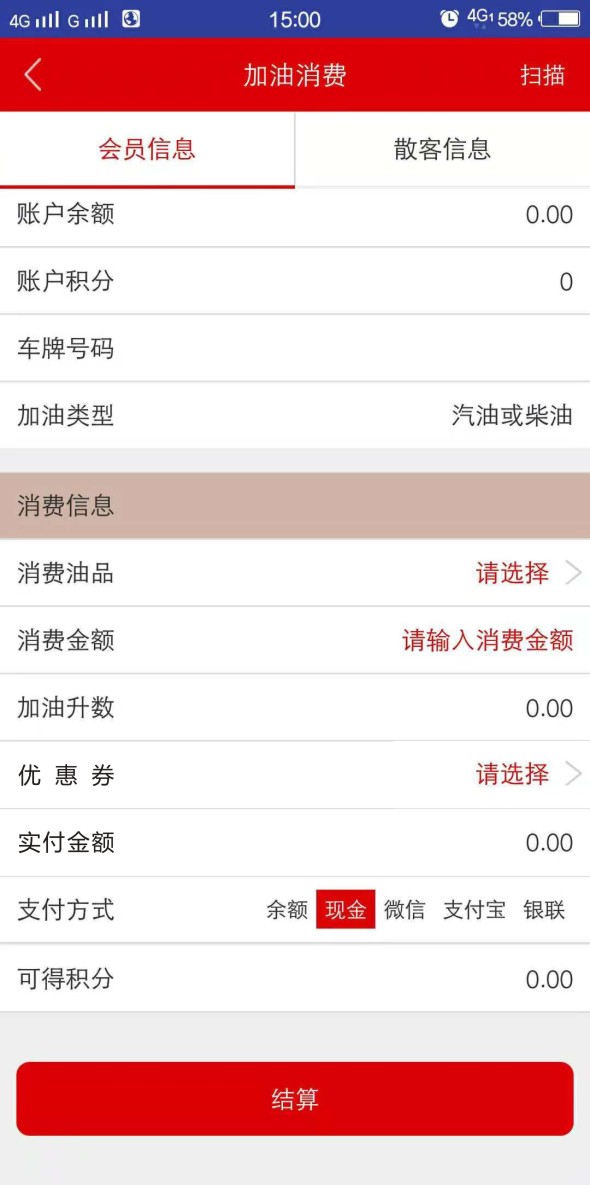 4G G 15:00 4G1 58%
加油消费 扫描
会员信息 散客信息
账户余额 0.00
账户积分 0
车牌号码
加油类型 汽油或柴油
消费信息
消费油品 请选择
消费金额 请输入消费金额
加油升数 0.00
优惠券 请选择
实付金额 0.00
支付方式 余额 现金 微信 支付宝 银联
可得积分 0.00
结算